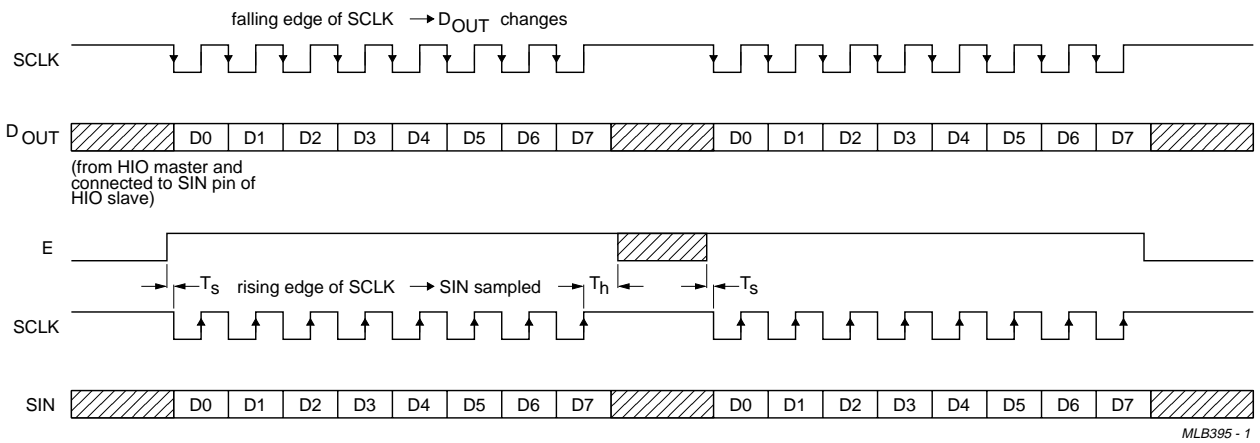 falling edge of SCLK → DOUT changes
SCLK
DOUT D0 D1 D2 D3 D4 D5 D6 D7 D0 D1 D2 D3 D4 D5 D6 D7
(from HIO master and
connected to SIN pin of
HIO slave)
E
Ts rising edge of SCLK → SIN sampled Th Ts
SCLK
SIN D0 D1 D2 D3 D4 D5 D6 D7 D0 D1 D2 D3 D4 D5 D6 D7
MLB395 - 1